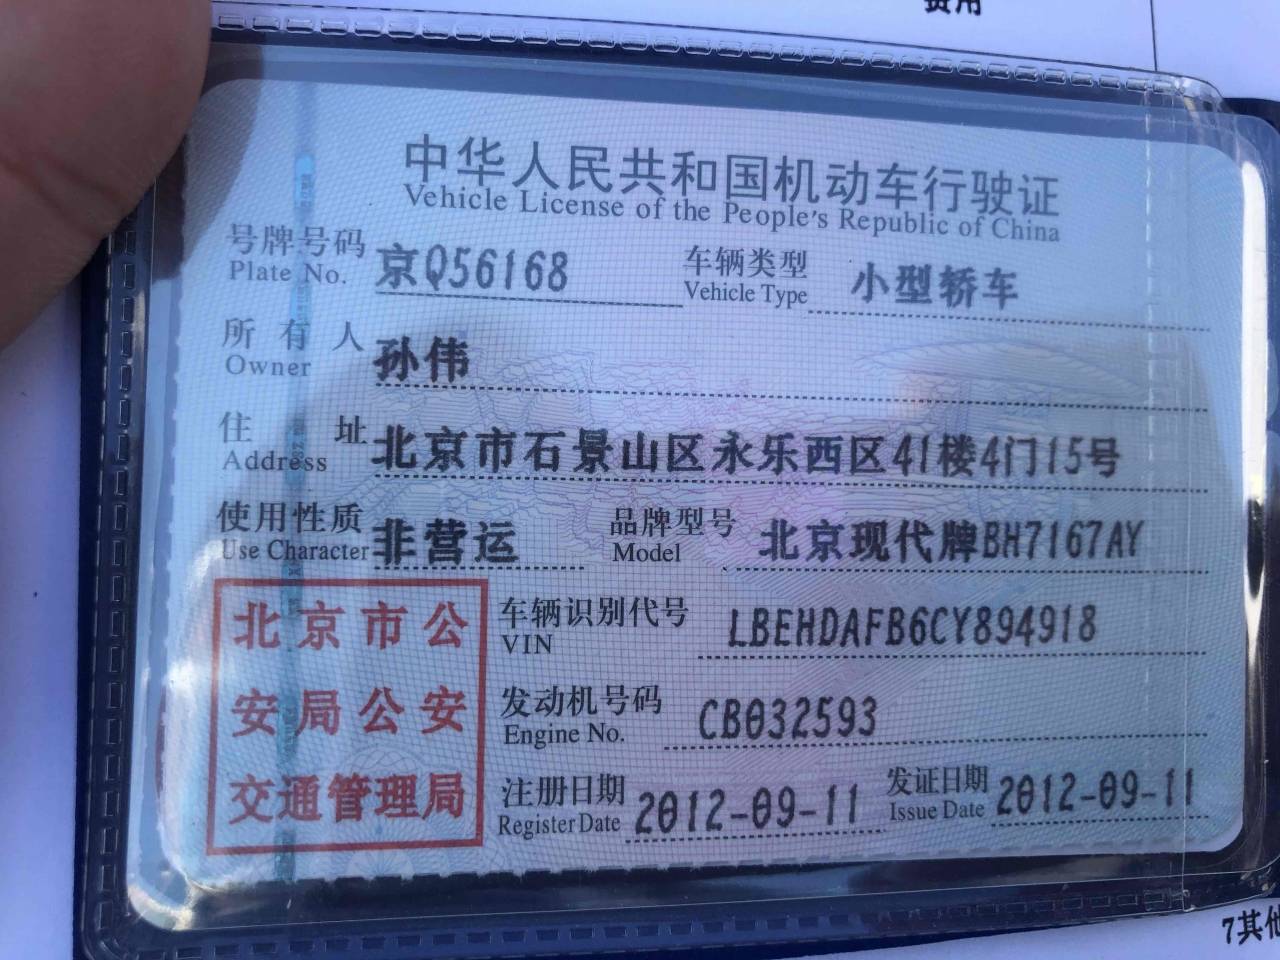 费用
中华人民共和国机动车行驶证
Vehicle License of the People's Republic of China
号牌号码 京Q56168 车辆类型 小型轿车
Plate No. Vehicle Type
所有人 孙伟
Owner
住址 北京市石景山区永乐西区41楼4门15号
Address
使用性质 非营运 品牌型号 北京现代牌BH7167AY
Use Character Model
北京市公 车辆识别代号 LBEHDAFB6CY894918
VIN
安局公安 发动机号码 CB032593
Engine No.
交通管理局 注册日期 2012-09-11 发证日期 2012-09-11
Register Date Issue Date
7其他